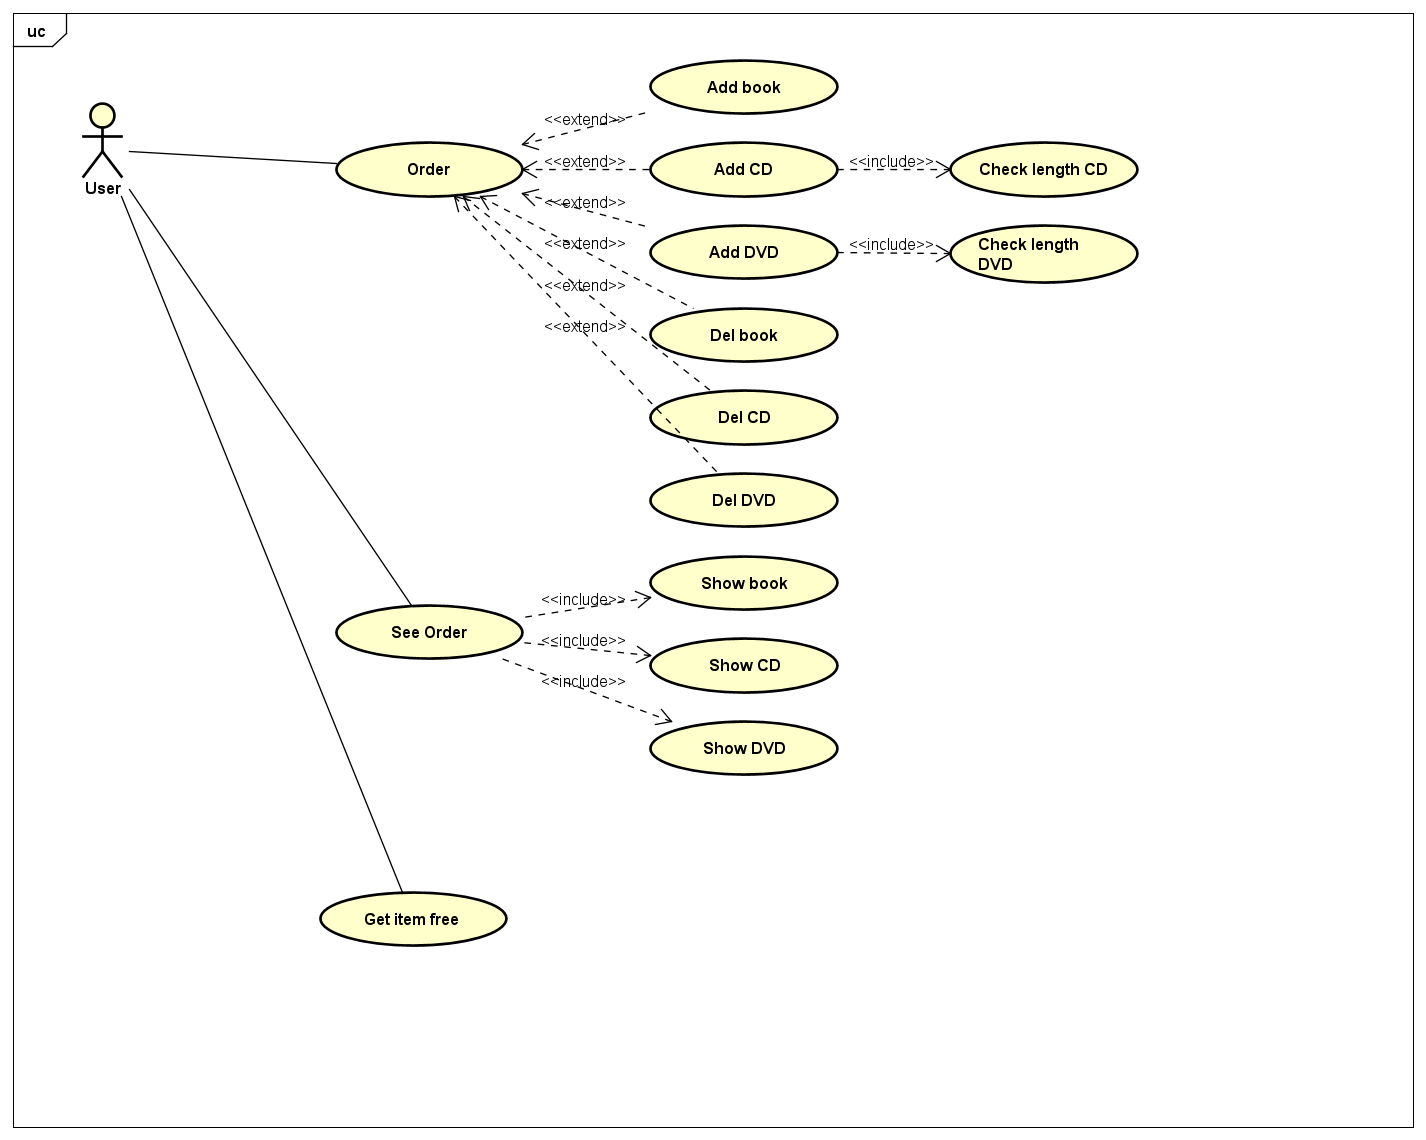 uc
User
Order
<<extend>>
Add book
<<extend>>
Add CD
<<include>>
Check length CD
<<extend>>
Add DVD
<<include>>
Check length
DVD
<<extend>>
Del book
<<extend>>
Del CD
<<extend>>
Del DVD
See Order
<<include>>
Show book
<<include>>
Show CD
<<include>>
Show DVD
Get item free